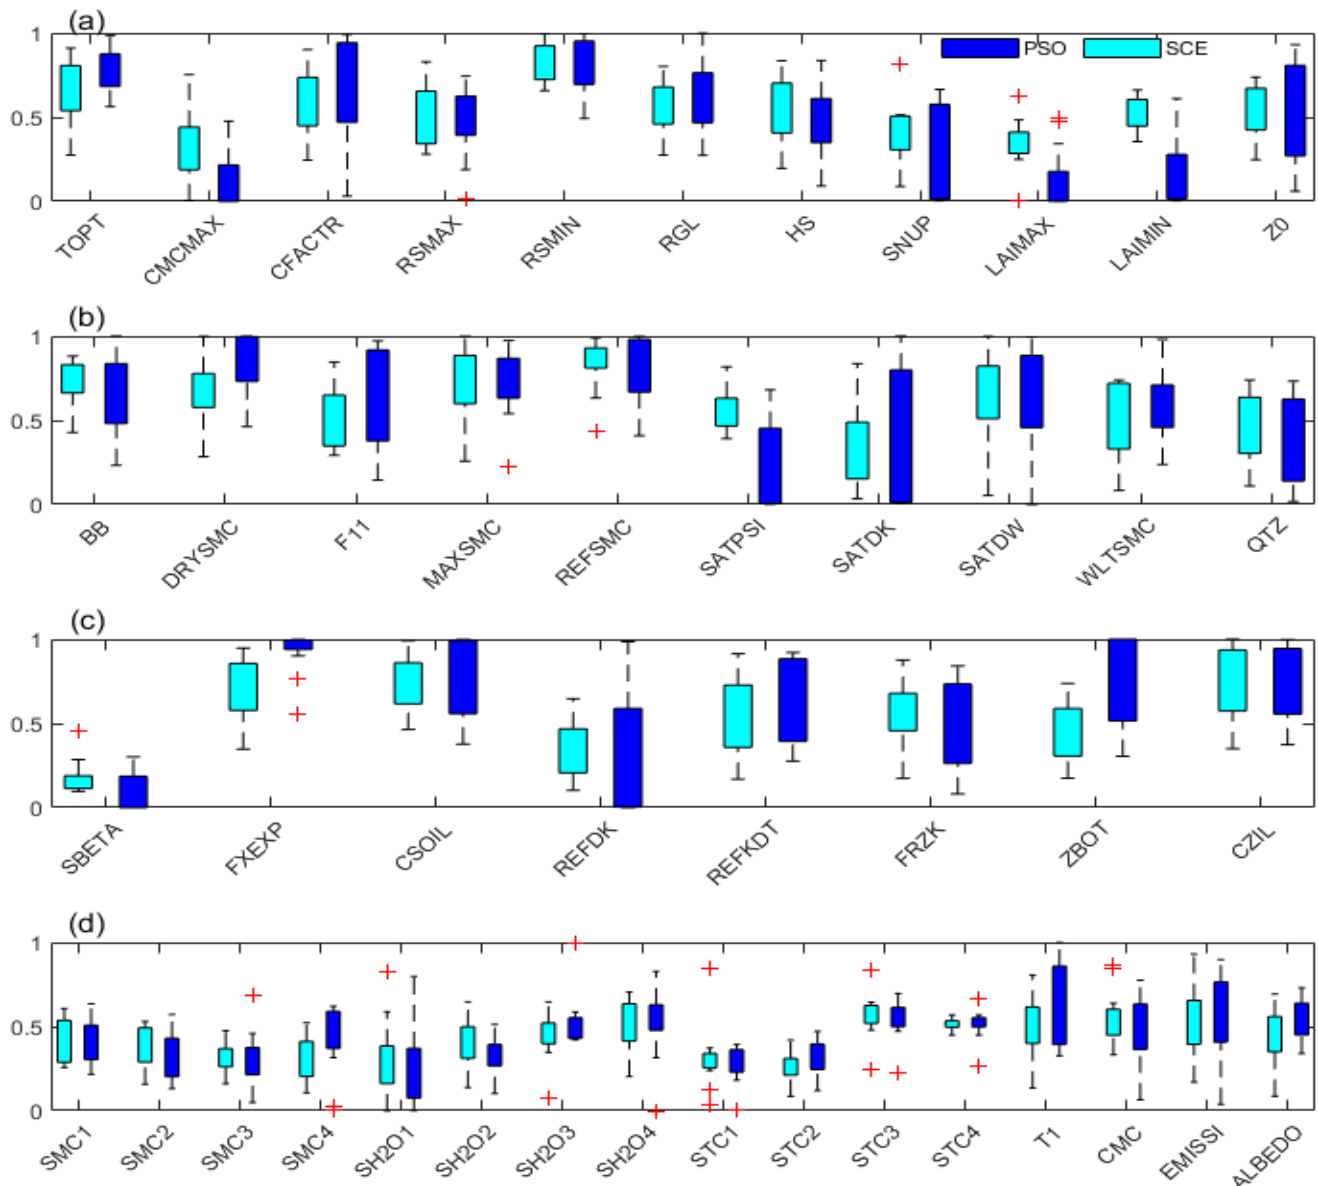 (a)
1
0.5
0
PSO SCE
TOPT CMCMAX CFACTR RSMAX RSMIN RGL HS SNUP LAIMAX LAIMIN Z0
(b)
1
0.5
0
BB DRYSMC F11 MAXSMC REFSMC SATPSI SATDK SATDW WLTSMC QTZ
(c)
1
0.5
0
SBETA FXEXP CSOIL REFDK REFKDT FRZK ZBOT CZIL
(d)
1
0.5
0
SMC1 SMC2 SMC3 SMC4 SH2O1 SH2O2 SH2O3 SH2O4 STC1 STC2 STC3 STC4 T1 CMC EMISSI ALBEDO